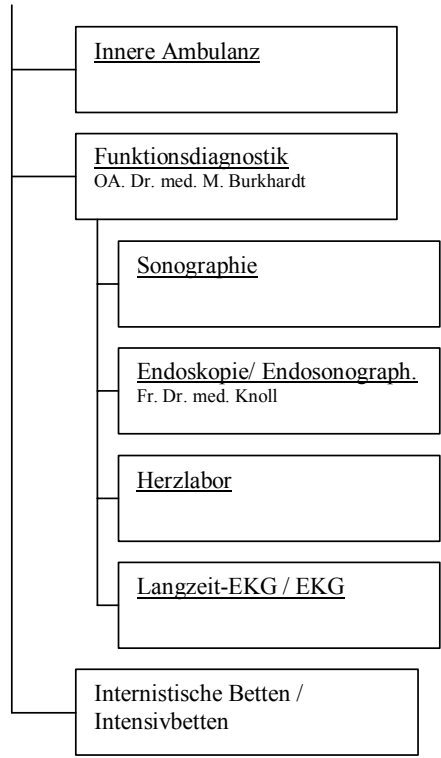 Innere Ambulanz
Funktionsdiagnostik
OA. Dr. med. M. Burkhardt
Sonographie
Endoskopie/ Endosonograph.
Fr. Dr. med. Knoll
Herzlabor
Langzeit-EKG / EKG
Internistische Betten /
Intensivbetten